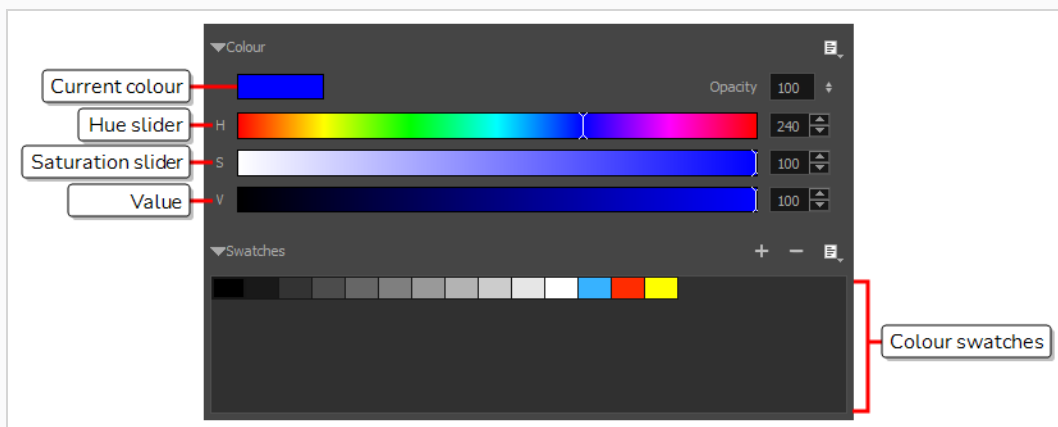 Colour
Current colour
Opacity 100
Hue slider
H 240
Saturation slider
S 100
Value
V 100
Swatches
Colour swatches